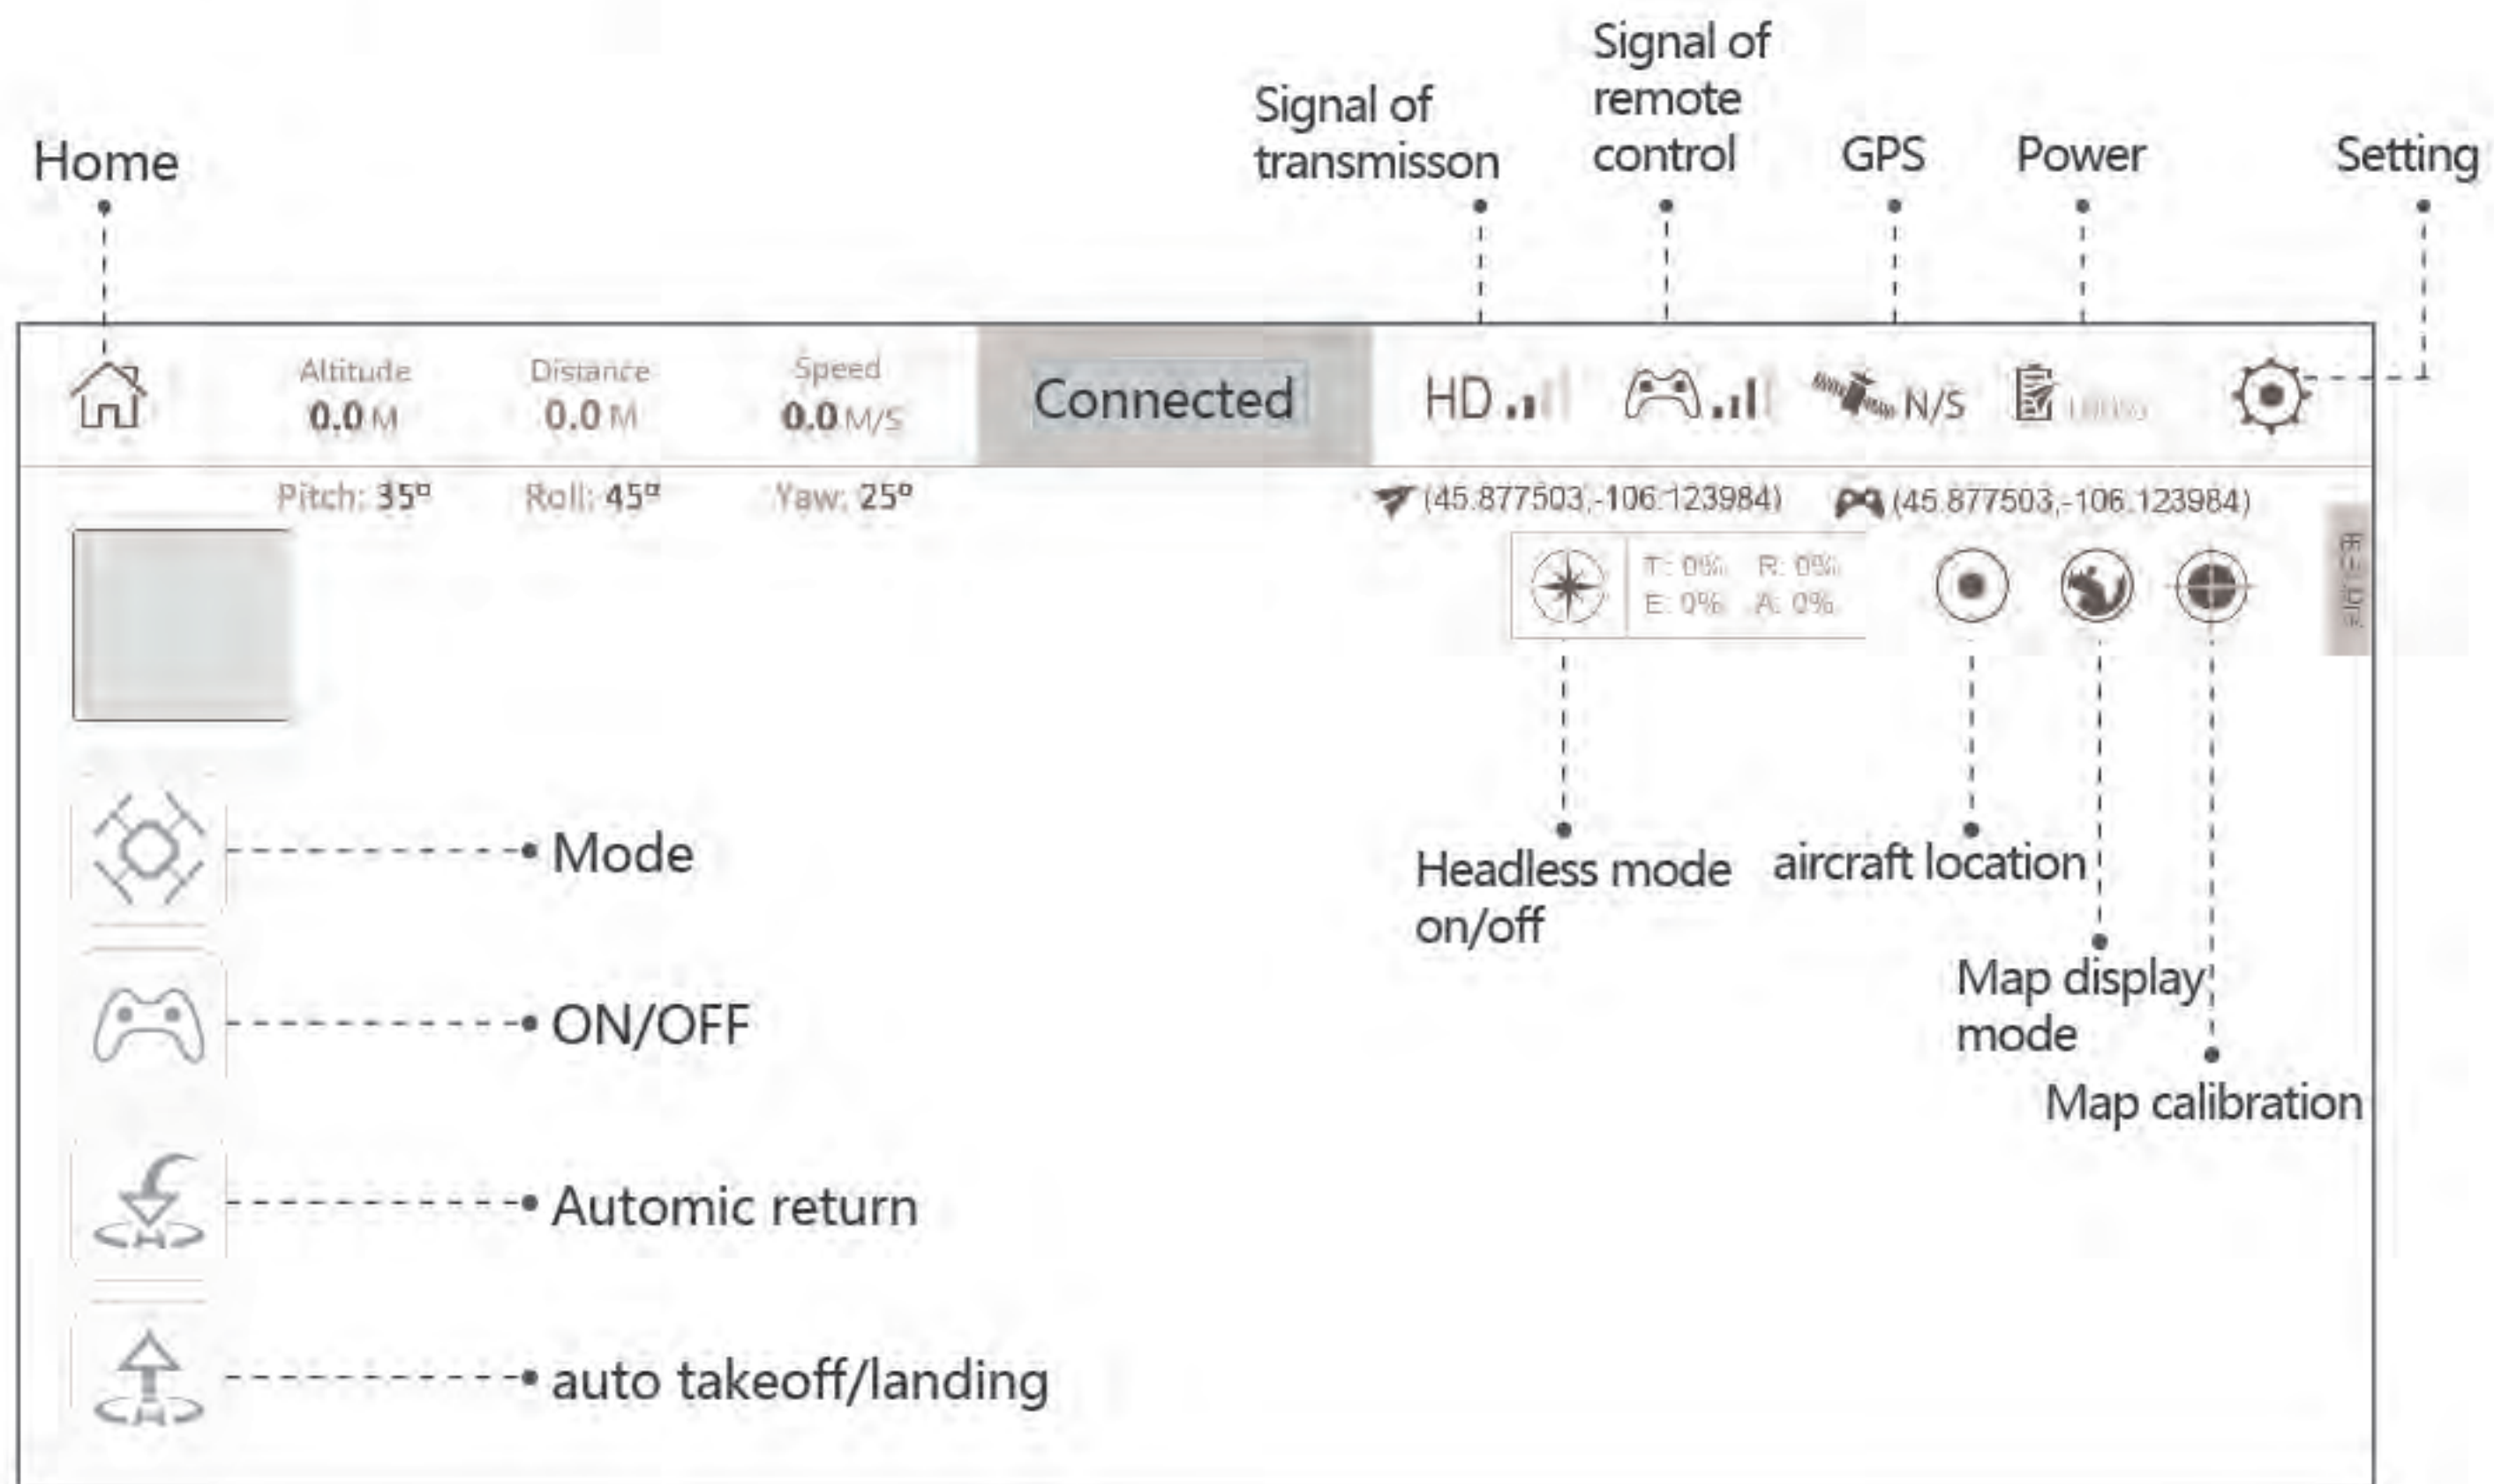 Signal of
remote
control
Signal of
transmisson
Home
GPS
Power
Setting
Altitude
0.0 M
Distance
0.0 M
Speed
0.0 M/S
Connected
HD
N/S
Pitch: 35º
Roll: 45º
Yaw: 25º
(45.877503,-106.123984)
(45.877503,-106.123984)
T: 0%
R: 0%
E: 0%
A: 0%
Mode
Headless mode
on/off
aircraft location
Map display
mode
ON/OFF
Map calibration
Automic return
auto takeoff/landing